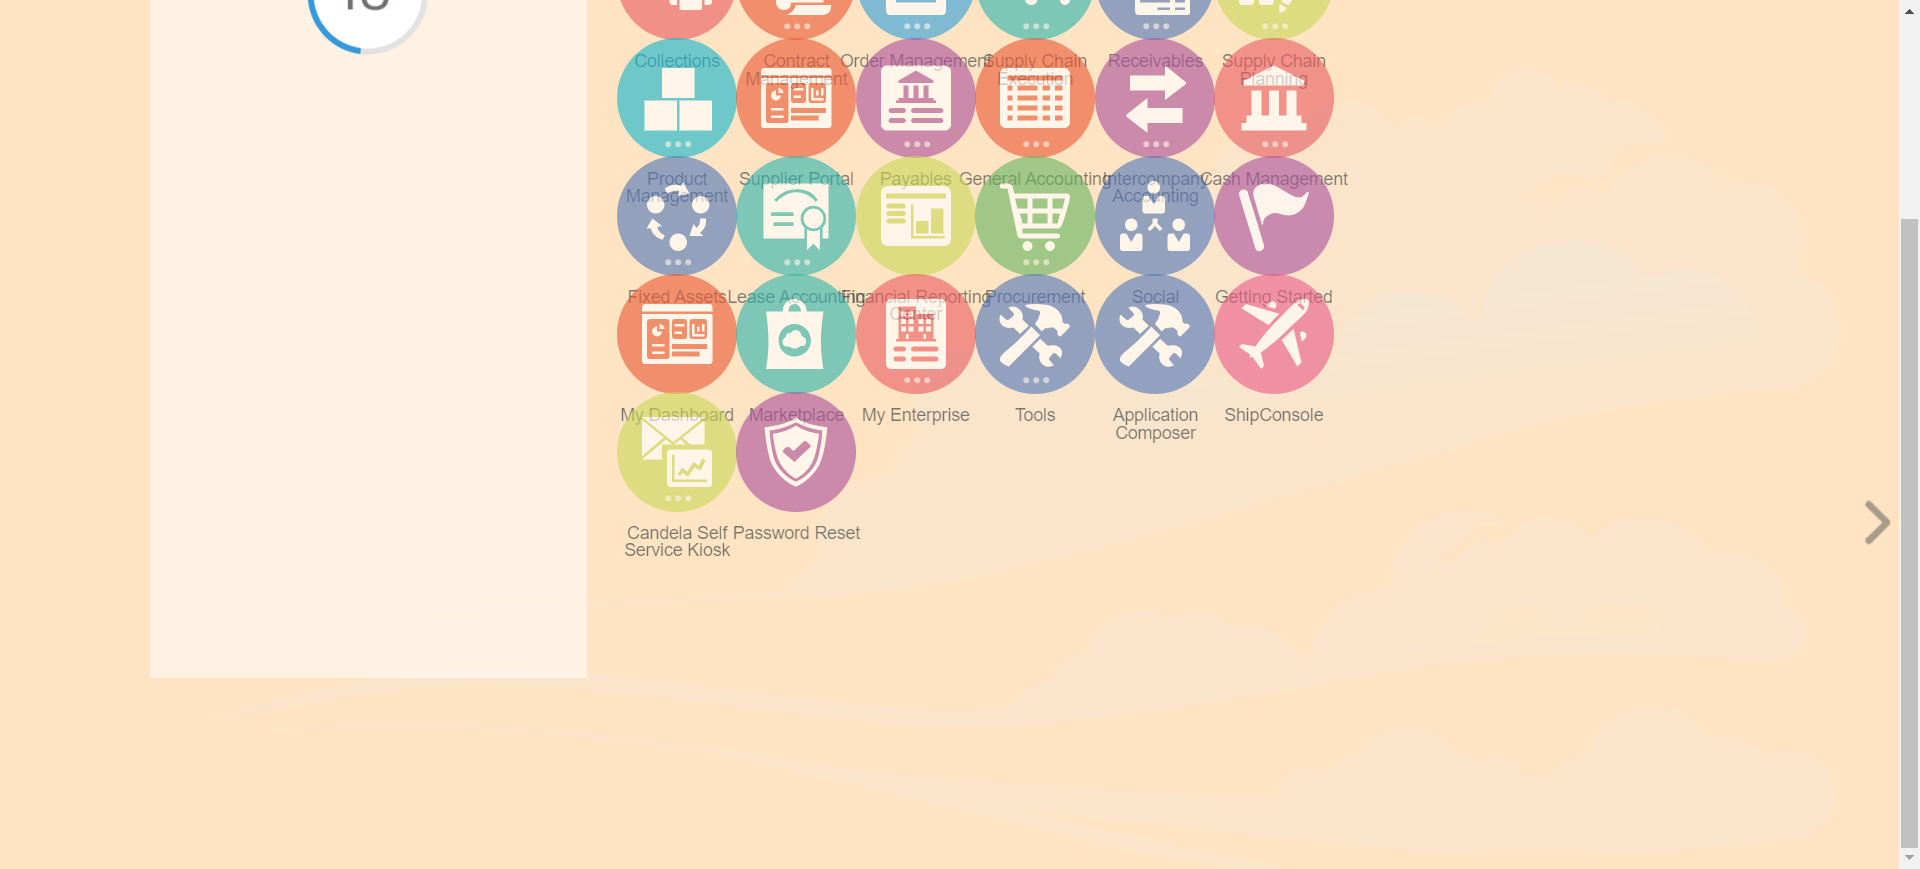 Collections
Contract Management
Order Management
Supply Chain Execution
Receivables
Supply Chain Planning
Product Management
Supplier Portal
Payables
General Accounting
Intercompany Accounting
Cash Management
Fixed Assets
Lease Accounting
Financial Reporting Center
Procurement
Social
Getting Started
My Dashboard
Marketplace
My Enterprise
Tools
Application Composer
ShipConsole
Candela Self Service Kiosk
Password Reset